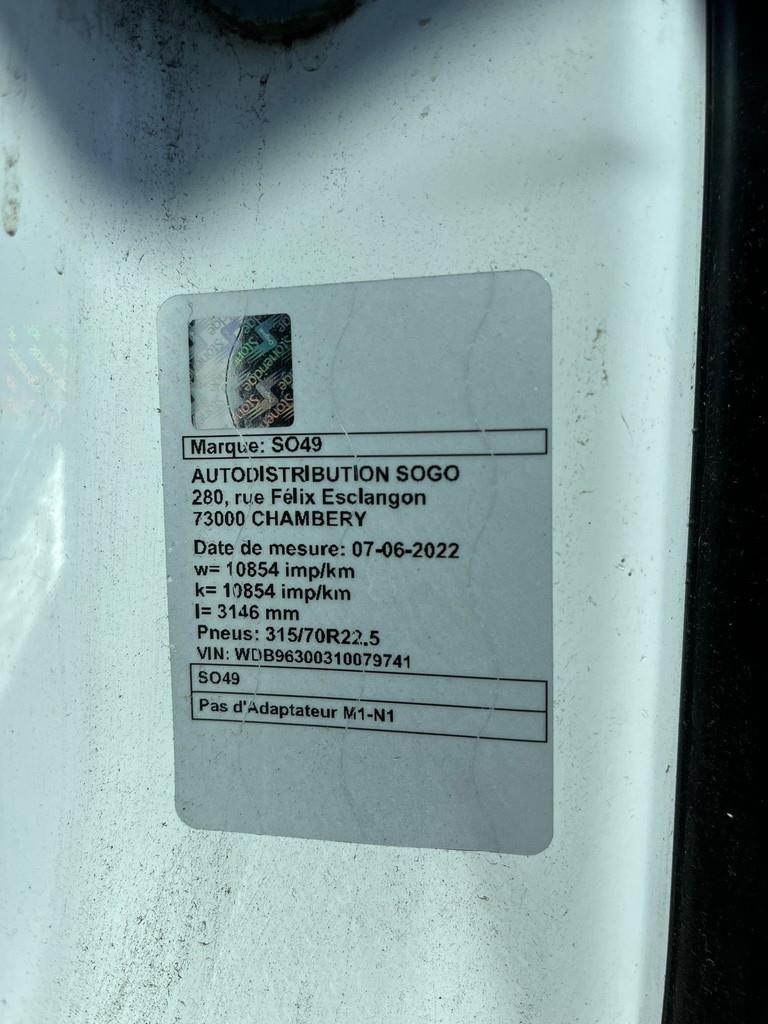 Stoneridge
Marque: SO49
AUTODISTRIBUTION SOGO
280, rue Félix Esclangon
73000 CHAMBERY
Date de mesure: 07-06-2022
w= 10854 imp/km
k= 10854 imp/km
l= 3146 mm
Pneus: 315/70R22.5
VIN: WDB96300310079741
SO49
Pas d'Adaptateur M1-N1